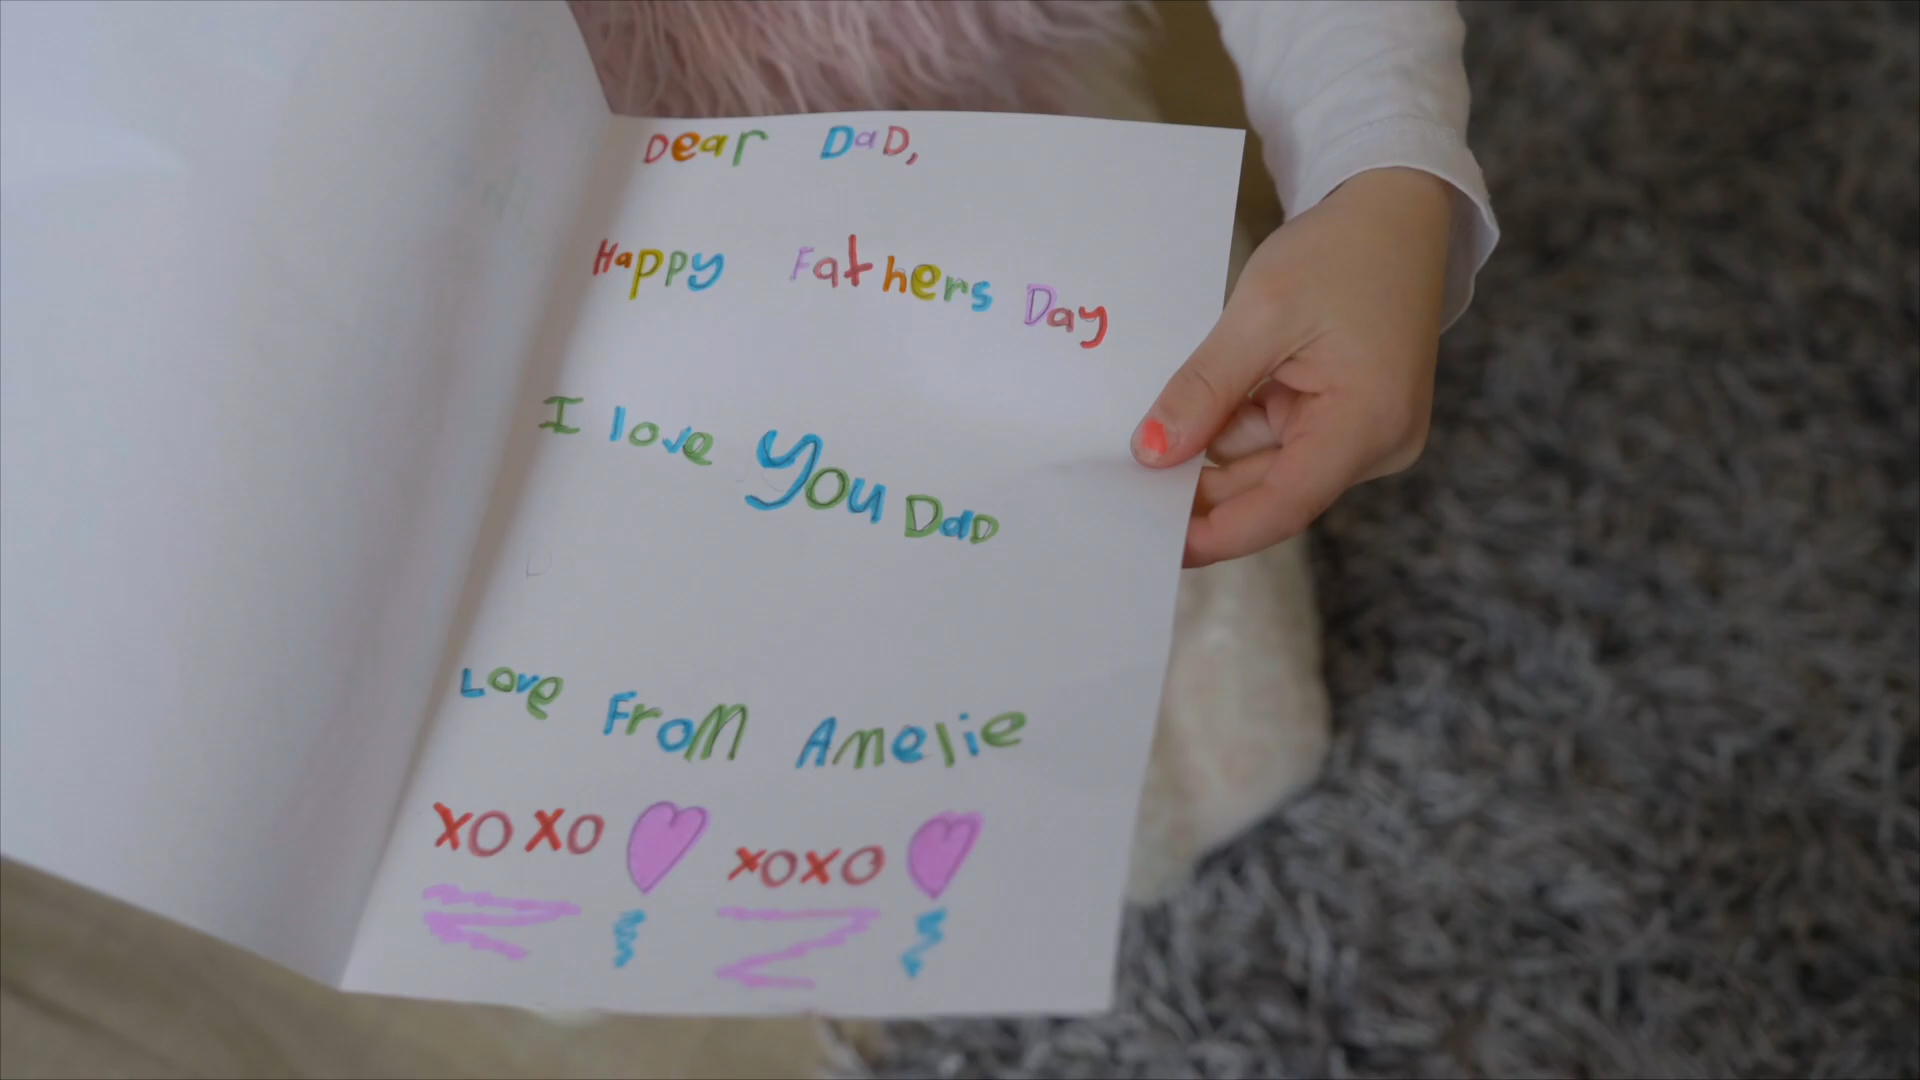 Dear DaD,
Happy Fathers Day
I love You DaD
Love From Amelie
XOXO XOXO